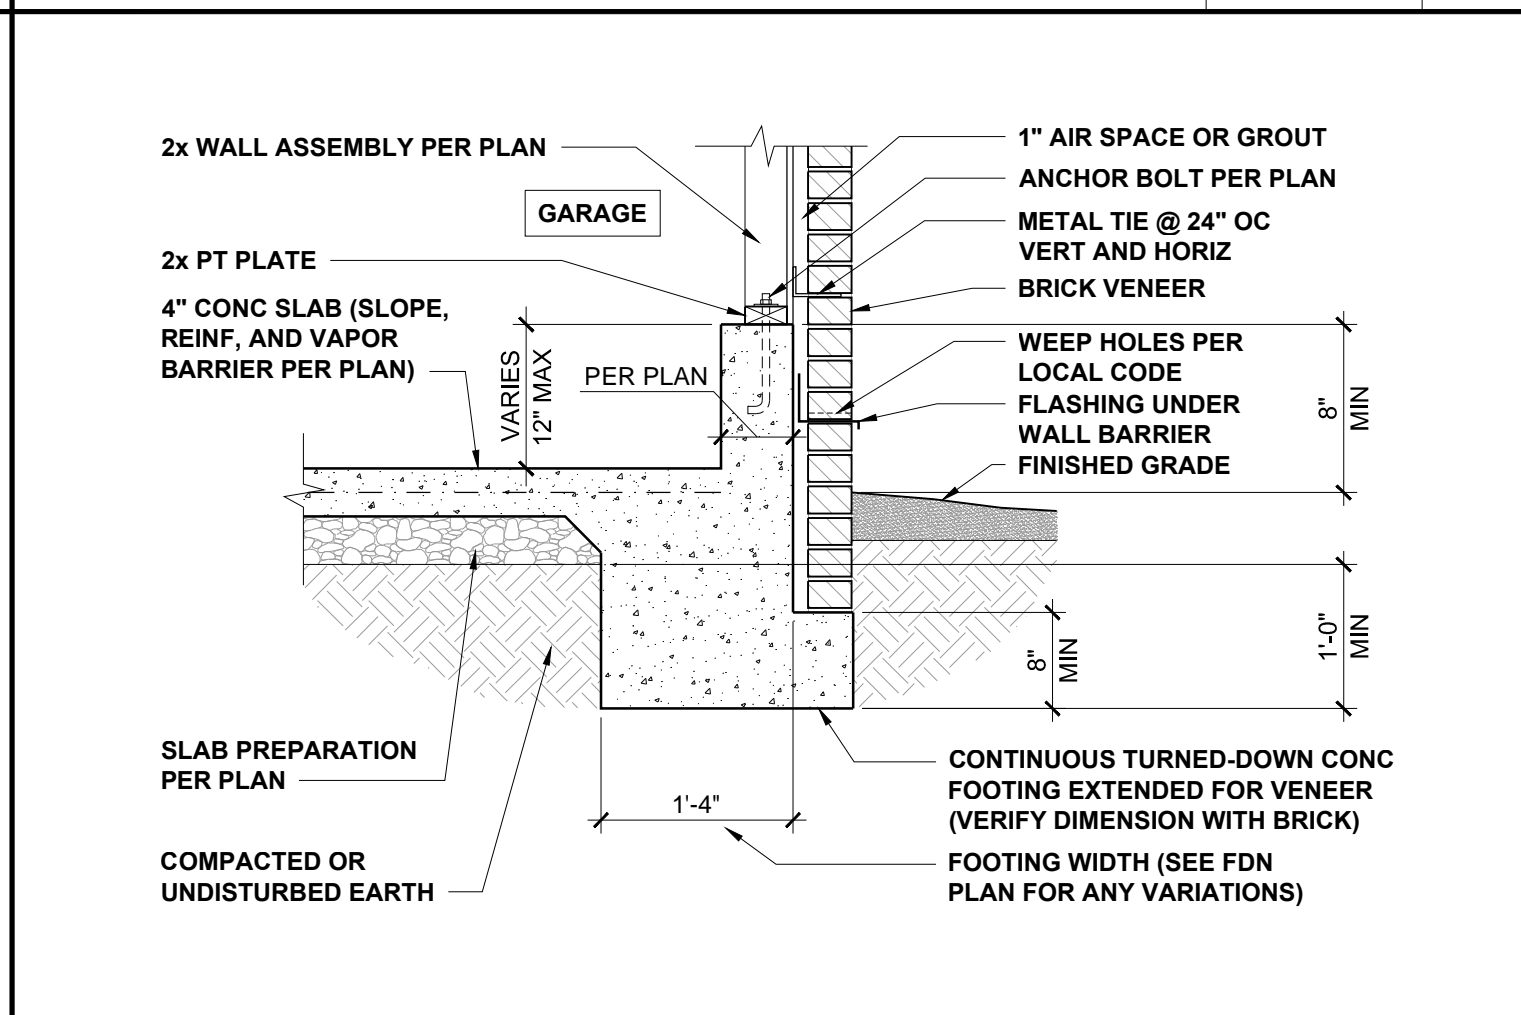 2x WALL ASSEMBLY PER PLAN
GARAGE
2x PT PLATE
4" CONC SLAB (SLOPE,
REINF, AND VAPOR
BARRIER PER PLAN)
VARIES
12" MAX
PER PLAN
1" AIR SPACE OR GROUT
ANCHOR BOLT PER PLAN
METAL TIE @ 24" OC
VERT AND HORIZ
BRICK VENEER
WEEP HOLES PER
LOCAL CODE
FLASHING UNDER
WALL BARRIER
FINISHED GRADE
8"
MIN
1'-0"
MIN
8"
MIN
SLAB PREPARATION
PER PLAN
COMPACTED OR
UNDISTURBED EARTH
1'-4"
CONTINUOUS TURNED-DOWN CONC
FOOTING EXTENDED FOR VENEER
(VERIFY DIMENSION WITH BRICK)
FOOTING WIDTH (SEE FDN
PLAN FOR ANY VARIATIONS)